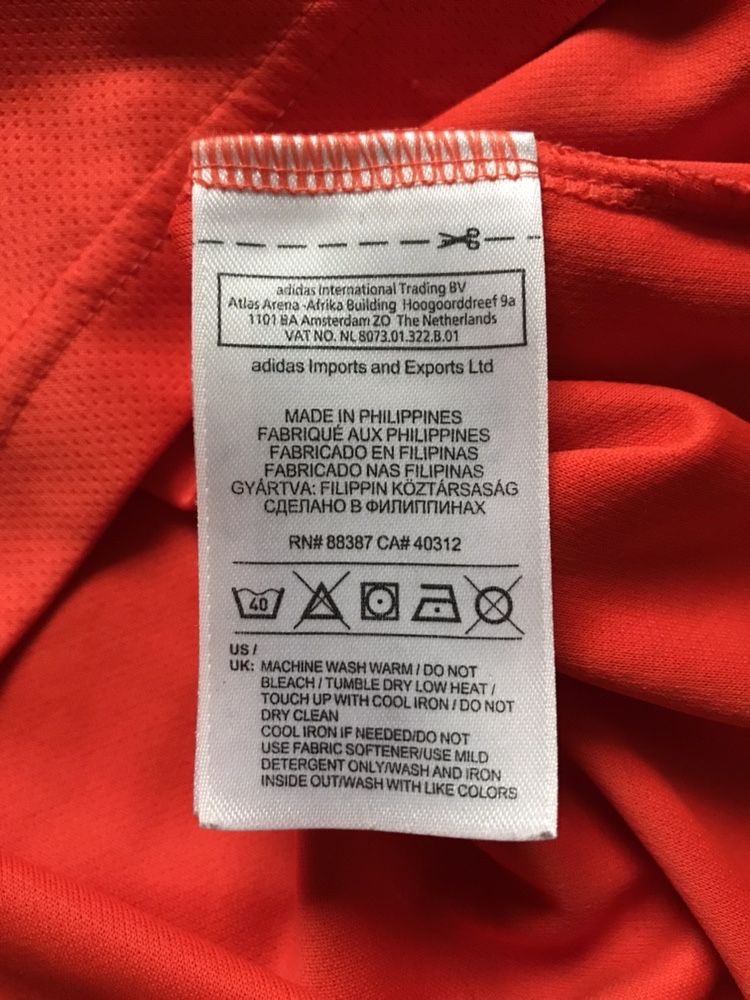 adidas International Trading BV
Atlas Arena -Afrika Building Hoogoorddreef 9a
1101 BA Amsterdam ZO The Netherlands
VAT NO. NL 8073.01.322.B.01
adidas Imports and Exports Ltd
MADE IN PHILIPPINES
FABRIQUÉ AUX PHILIPPINES
FABRICADO EN FILIPINAS
FABRICADO NAS FILIPINAS
GYÁRTVA: FILIPPIN KÖZTÁRSASÁG
СДЕЛАНО В ФИЛИППИНАХ
RN# 88387 CA# 40312
40
US /
UK: MACHINE WASH WARM / DO NOT
BLEACH / TUMBLE DRY LOW HEAT /
TOUCH UP WITH COOL IRON / DO NOT
DRY CLEAN
COOL IRON IF NEEDED/DO NOT
USE FABRIC SOFTENER/USE MILD
DETERGENT ONLY/WASH AND IRON
INSIDE OUT/WASH WITH LIKE COLORS